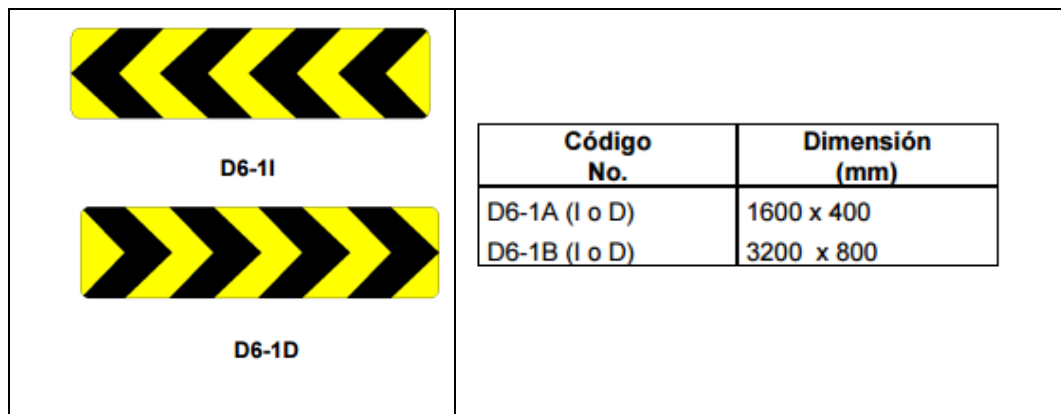 D6-1I
D6-1D
Código No.
Dimensión (mm)
D6-1A (I o D) 1600 x 400
D6-1B (I o D) 3200 x 800